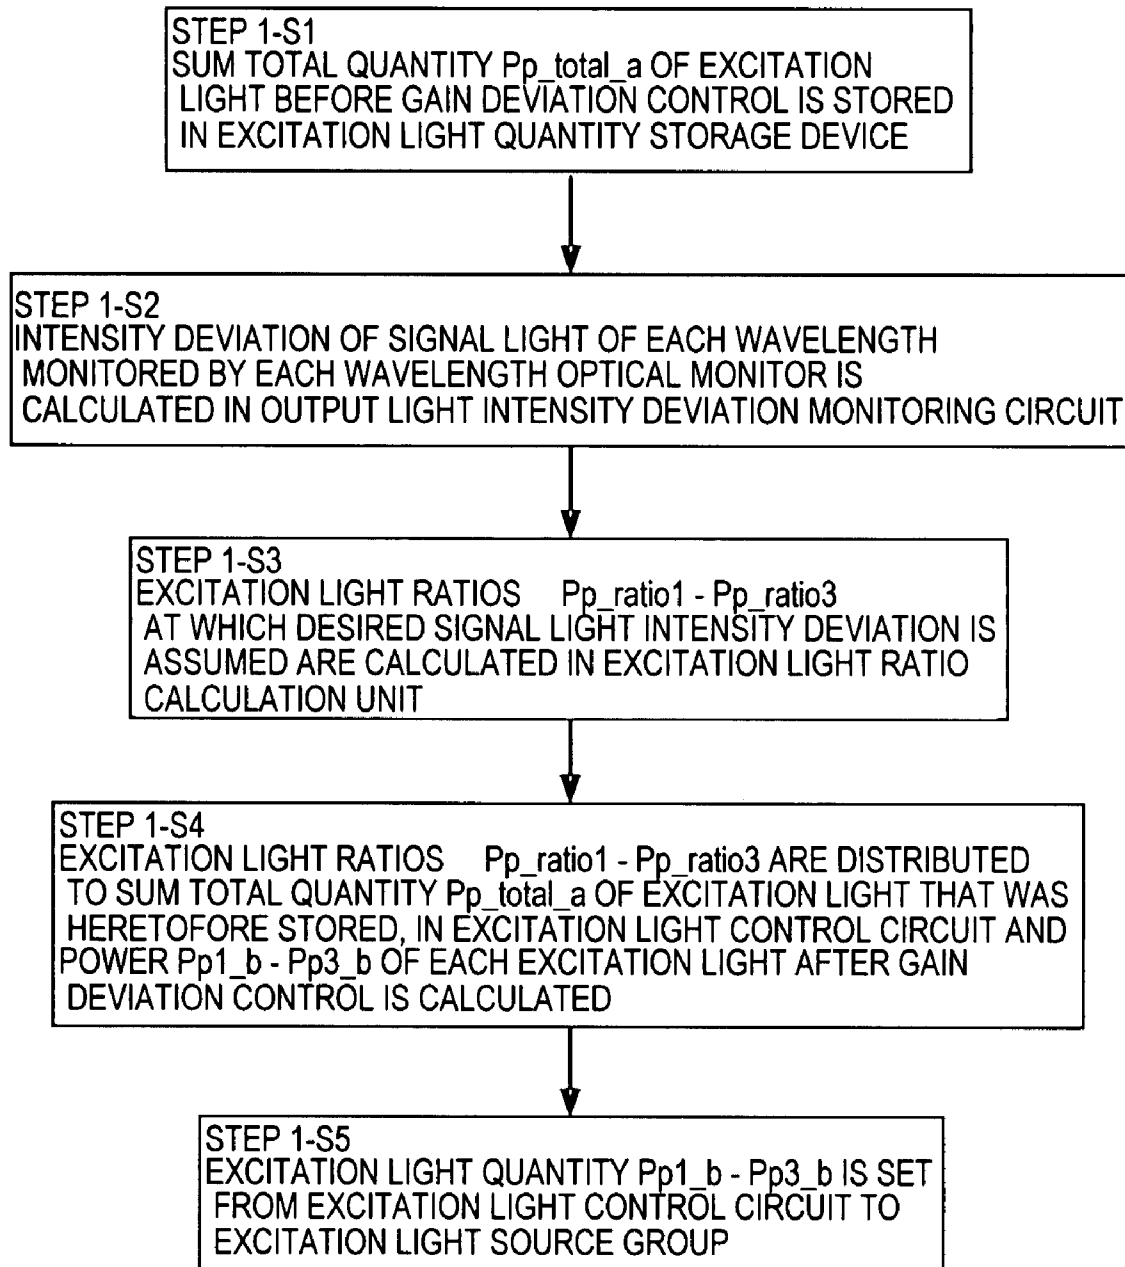 STEP 1-S1
SUM TOTAL QUANTITY Pp_total_a OF EXCITATION
LIGHT BEFORE GAIN DEVIATION CONTROL IS STORED
IN EXCITATION LIGHT QUANTITY STORAGE DEVICE
STEP 1-S2
INTENSITY DEVIATION OF SIGNAL LIGHT OF EACH WAVELENGTH
MONITORED BY EACH WAVELENGTH OPTICAL MONITOR IS
CALCULATED IN OUTPUT LIGHT INTENSITY DEVIATION MONITORING CIRCUIT
STEP 1-S3
EXCITATION LIGHT RATIOS Pp_ratio1 - Pp_ratio3
AT WHICH DESIRED SIGNAL LIGHT INTENSITY DEVIATION IS
ASSUMED ARE CALCULATED IN EXCITATION LIGHT RATIO
CALCULATION UNIT
STEP 1-S4
EXCITATION LIGHT RATIOS Pp_ratio1 - Pp_ratio3 ARE DISTRIBUTED
TO SUM TOTAL QUANTITY Pp_total_a OF EXCITATION LIGHT THAT WAS
HERETOFORE STORED, IN EXCITATION LIGHT CONTROL CIRCUIT AND
POWER Pp1_b - Pp3_b OF EACH EXCITATION LIGHT AFTER GAIN
DEVIATION CONTROL IS CALCULATED
STEP 1-S5
EXCITATION LIGHT QUANTITY Pp1_b - Pp3_b IS SET
FROM EXCITATION LIGHT CONTROL CIRCUIT TO
EXCITATION LIGHT SOURCE GROUP